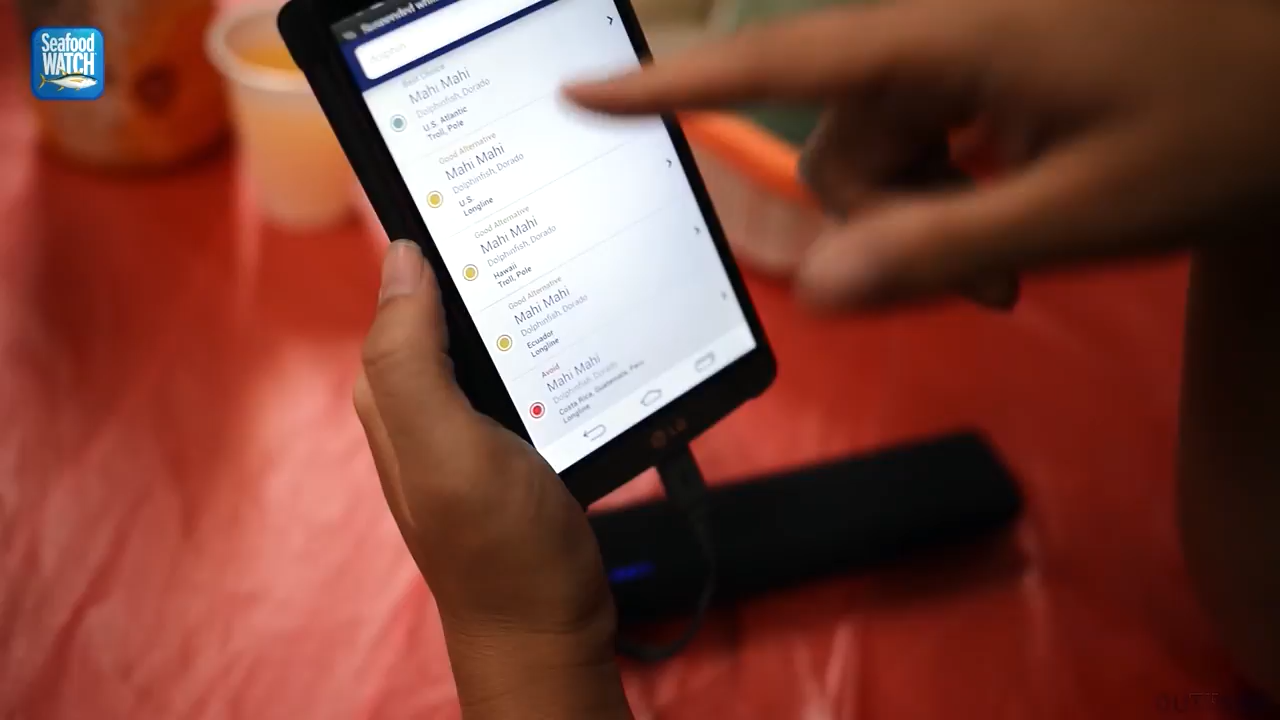 Seafood
WATCH
dolphin
Best Choice
Mahi Mahi
Dolphinfish, Dorado
U.S. Atlantic
Troll, Pole
Good Alternative
Mahi Mahi
Dolphinfish, Dorado
U.S.
Longline
Good Alternative
Mahi Mahi
Dolphinfish, Dorado
Hawaii
Troll, Pole
Good Alternative
Mahi Mahi
Dolphinfish, Dorado
Ecuador
Longline
Avoid
Mahi Mahi
Dolphinfish, Dorado
Costa Rica, Guatemala, Peru
Longline
LG